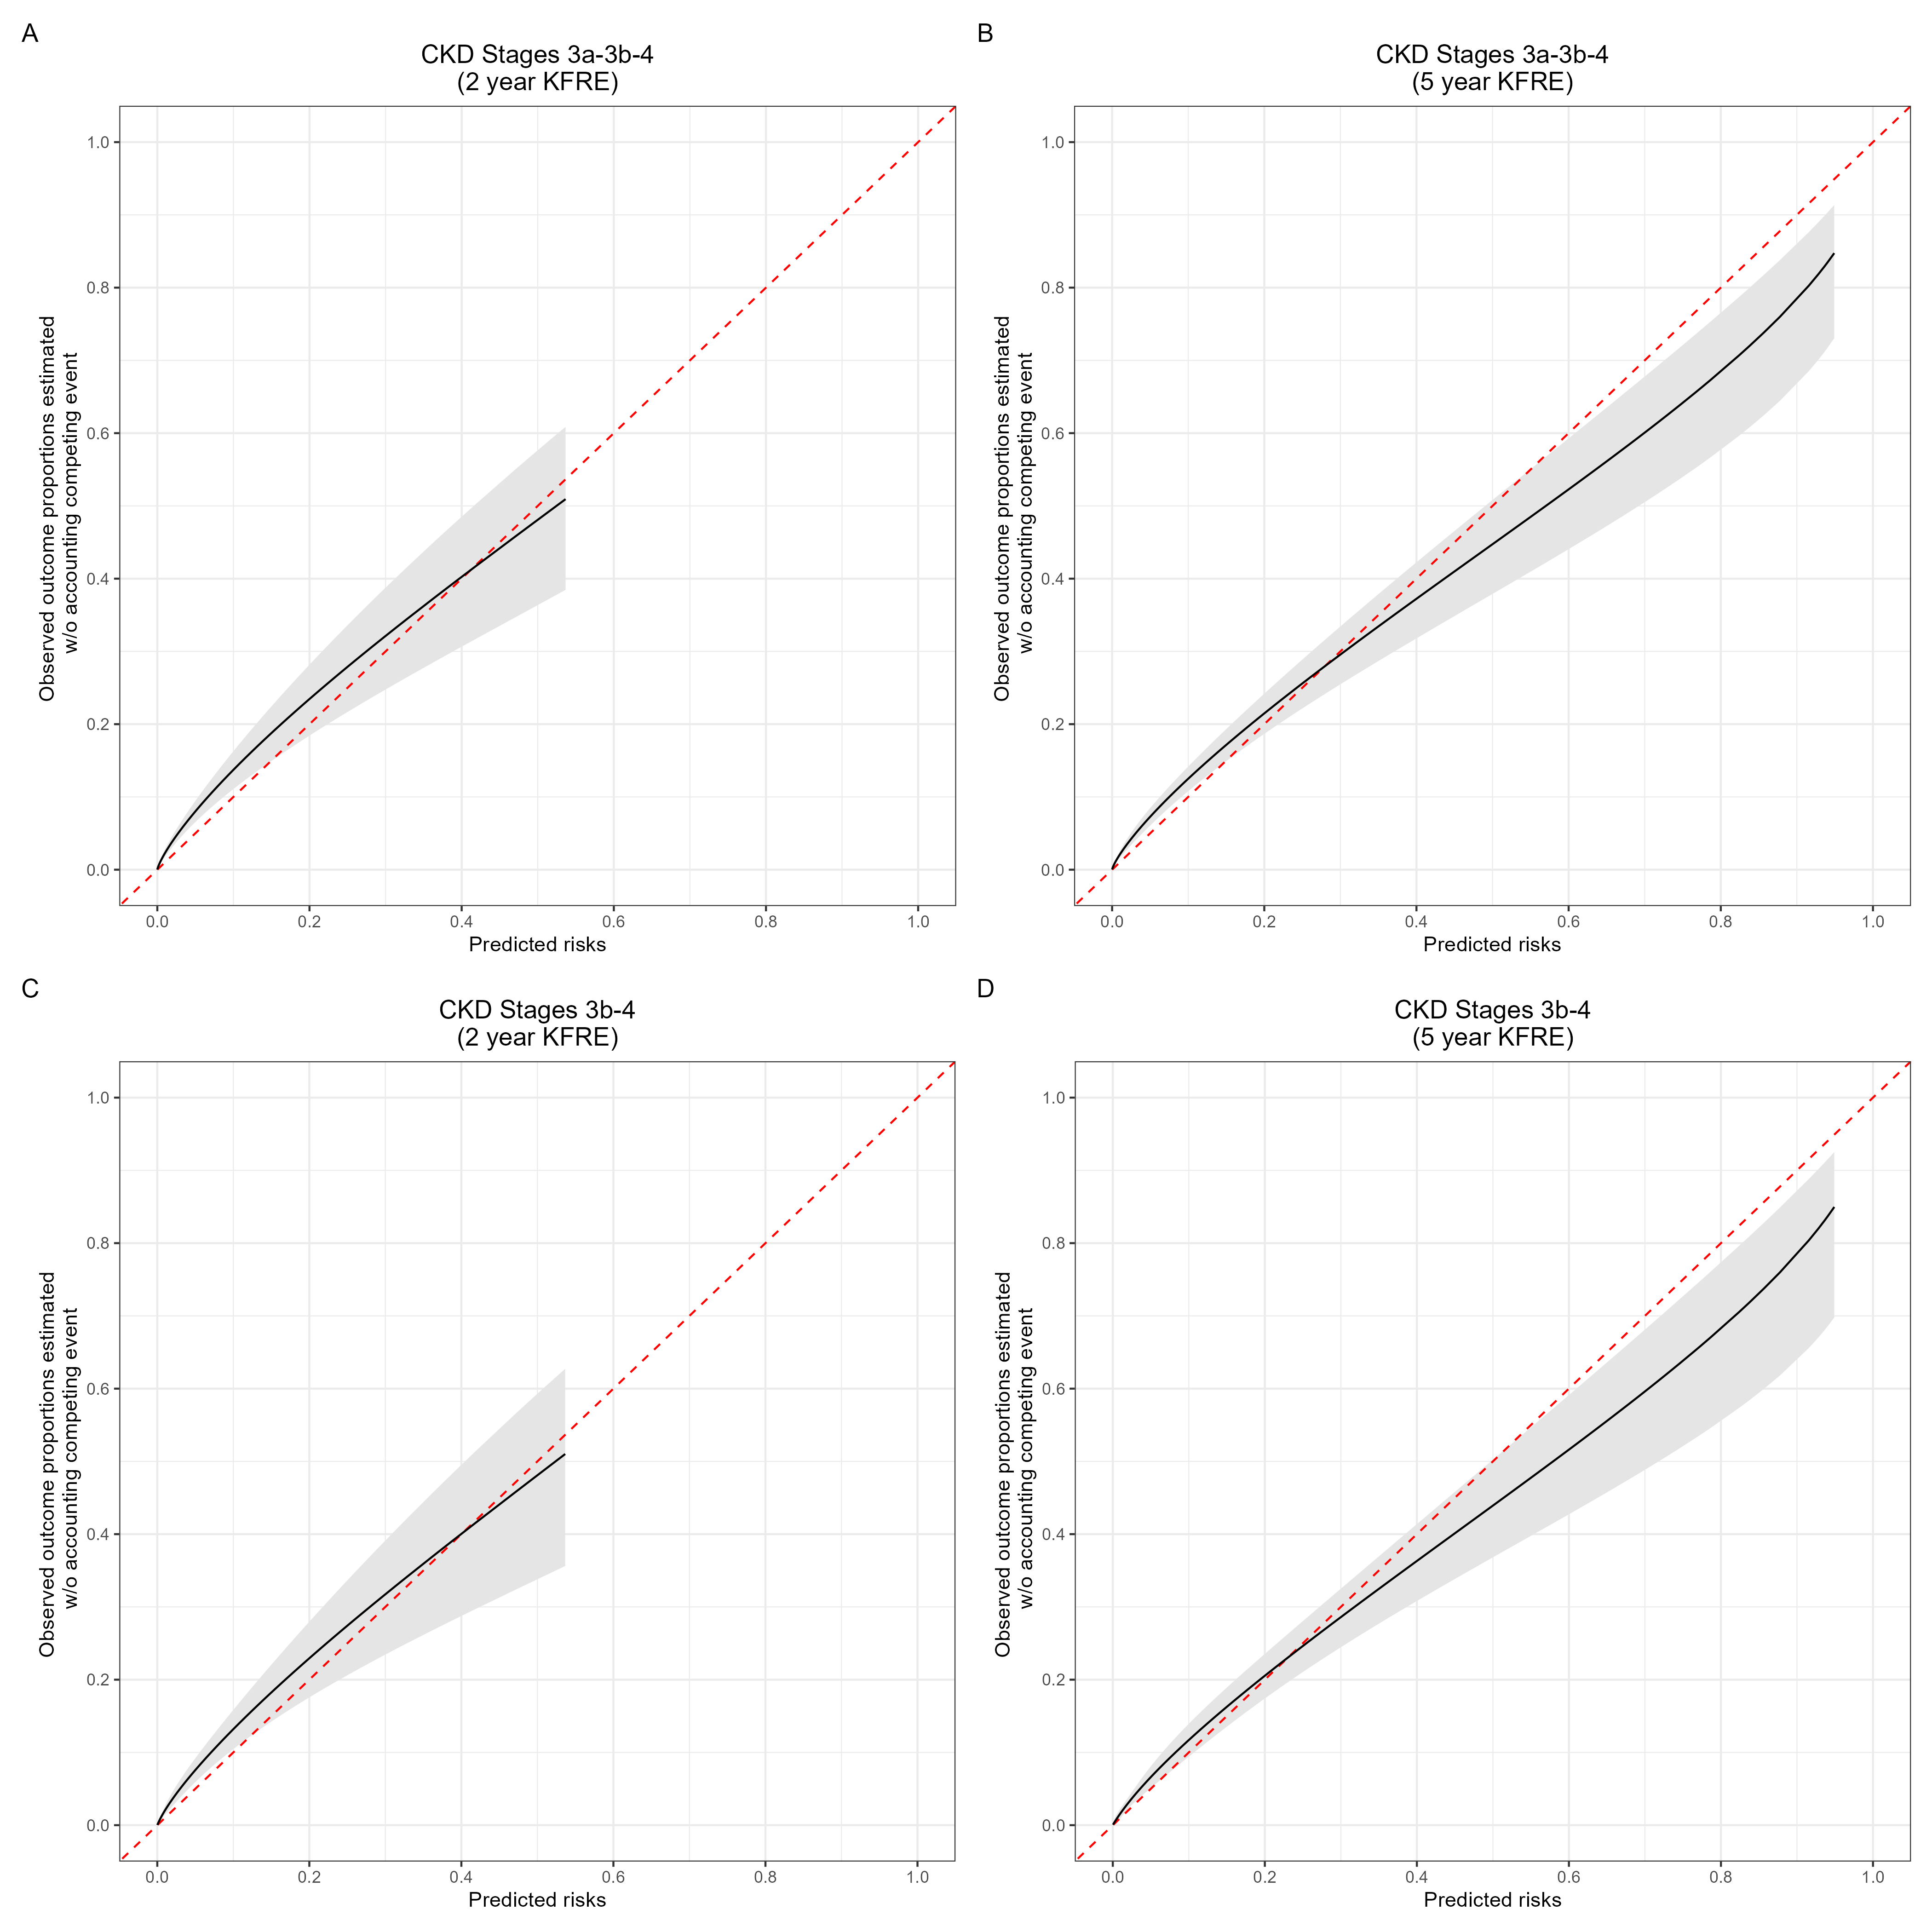 A
CKD Stages 3a-3b-4
(2 year KFRE)
Observed outcome proportions estimated
w/o accounting competing event
1.0
0.8
0.6
0.4
0.2
0.0
0.0 0.2 0.4 0.6 0.8 1.0
Predicted risks
B
CKD Stages 3a-3b-4
(5 year KFRE)
Observed outcome proportions estimated
w/o accounting competing event
1.0
0.8
0.6
0.4
0.2
0.0
0.0 0.2 0.4 0.6 0.8 1.0
Predicted risks
C
CKD Stages 3b-4
(2 year KFRE)
Observed outcome proportions estimated
w/o accounting competing event
1.0
0.8
0.6
0.4
0.2
0.0
0.0 0.2 0.4 0.6 0.8 1.0
Predicted risks
D
CKD Stages 3b-4
(5 year KFRE)
Observed outcome proportions estimated
w/o accounting competing event
1.0
0.8
0.6
0.4
0.2
0.0
0.0 0.2 0.4 0.6 0.8 1.0
Predicted risks